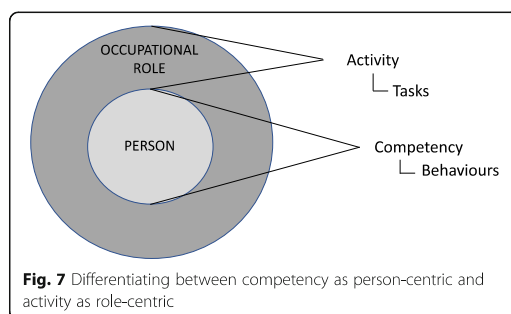 OCCUPATIONAL
ROLE
Activity
Tasks
PERSON
Competency
Behaviours
Fig. 7 Differentiating between competency as person-centric and
activity as role-centric